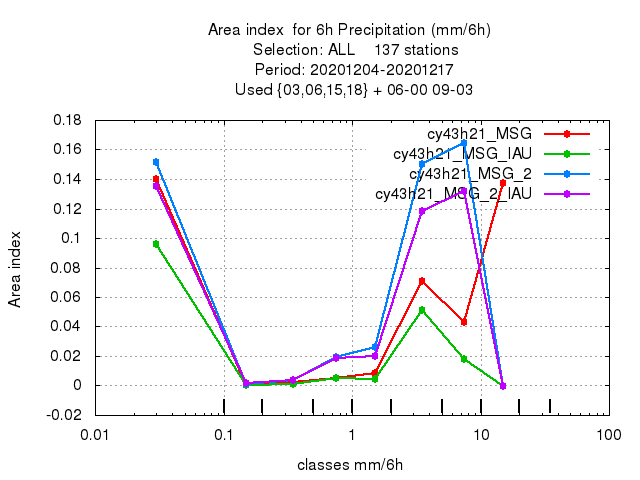 Area index  for 6h Precipitation (mm/6h)
Selection: ALL    137 stations
Period: 20201204-20201217
Used {03,06,15,18} + 06-00 09-03
cy43h21_MSG
cy43h21_MSG_IAU
cy43h21_MSG_2
cy43h21_MSG_2_IAU
Area index
0.18
0.16
0.14
0.12
0.1
0.08
0.06
0.04
0.02
0
-0.02
0.01
0.1
1
10
100
classes mm/6h